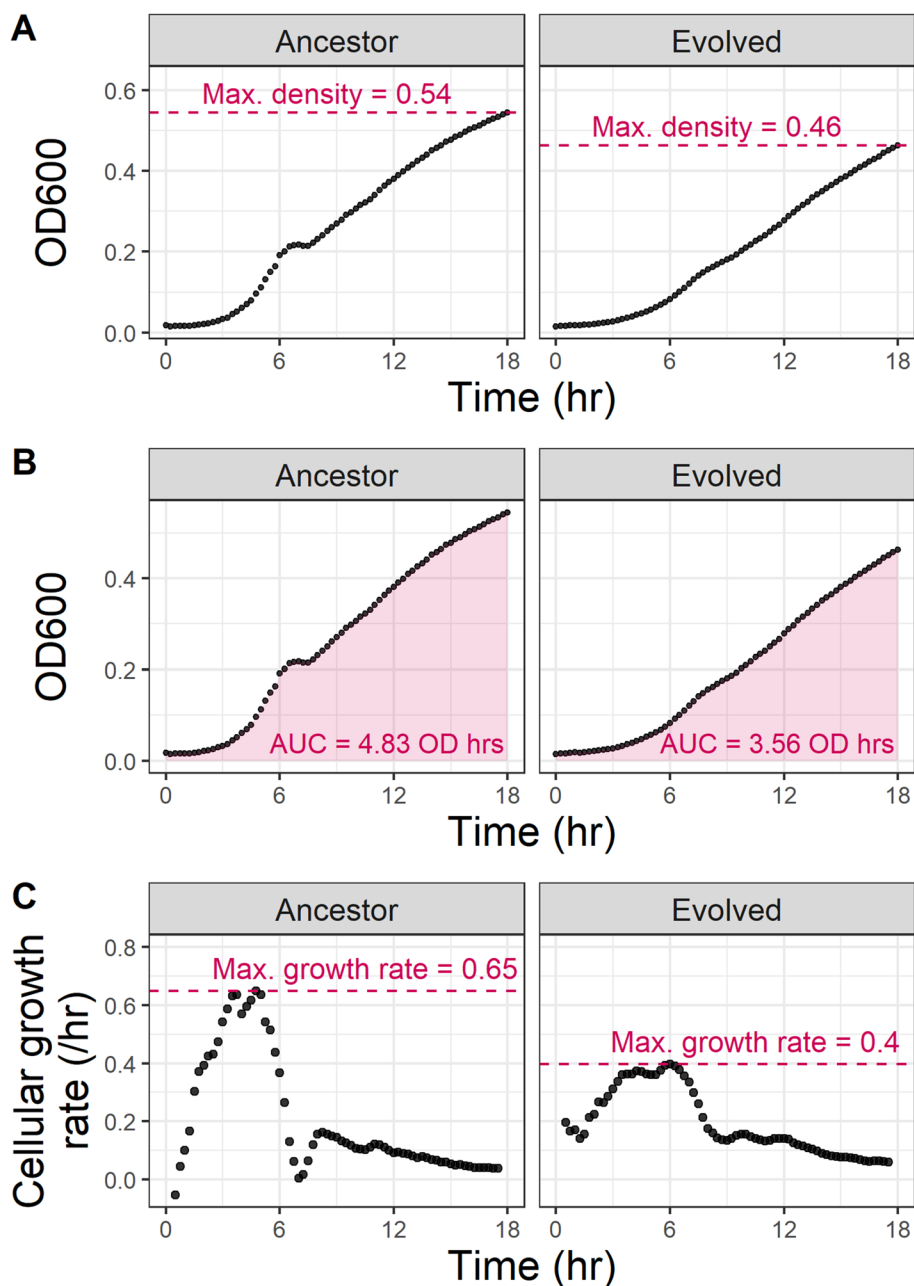 A
Ancestor
Evolved
OD600
0.6
0.4
0.2
0.0
Max. density = 0.54
Max. density = 0.46
0 6 12 18
0 6 12 18
Time (hr)
B
Ancestor
Evolved
OD600
0.4
0.2
0.0
AUC = 4.83 OD hrs
AUC = 3.56 OD hrs
0 6 12 18
0 6 12 18
Time (hr)
C
Ancestor
Evolved
Cellular growth
rate (/hr)
0.8
0.6
0.4
0.2
0.0
Max. growth rate = 0.65
Max. growth rate = 0.4
0 6 12 18
0 6 12 18
Time (hr)